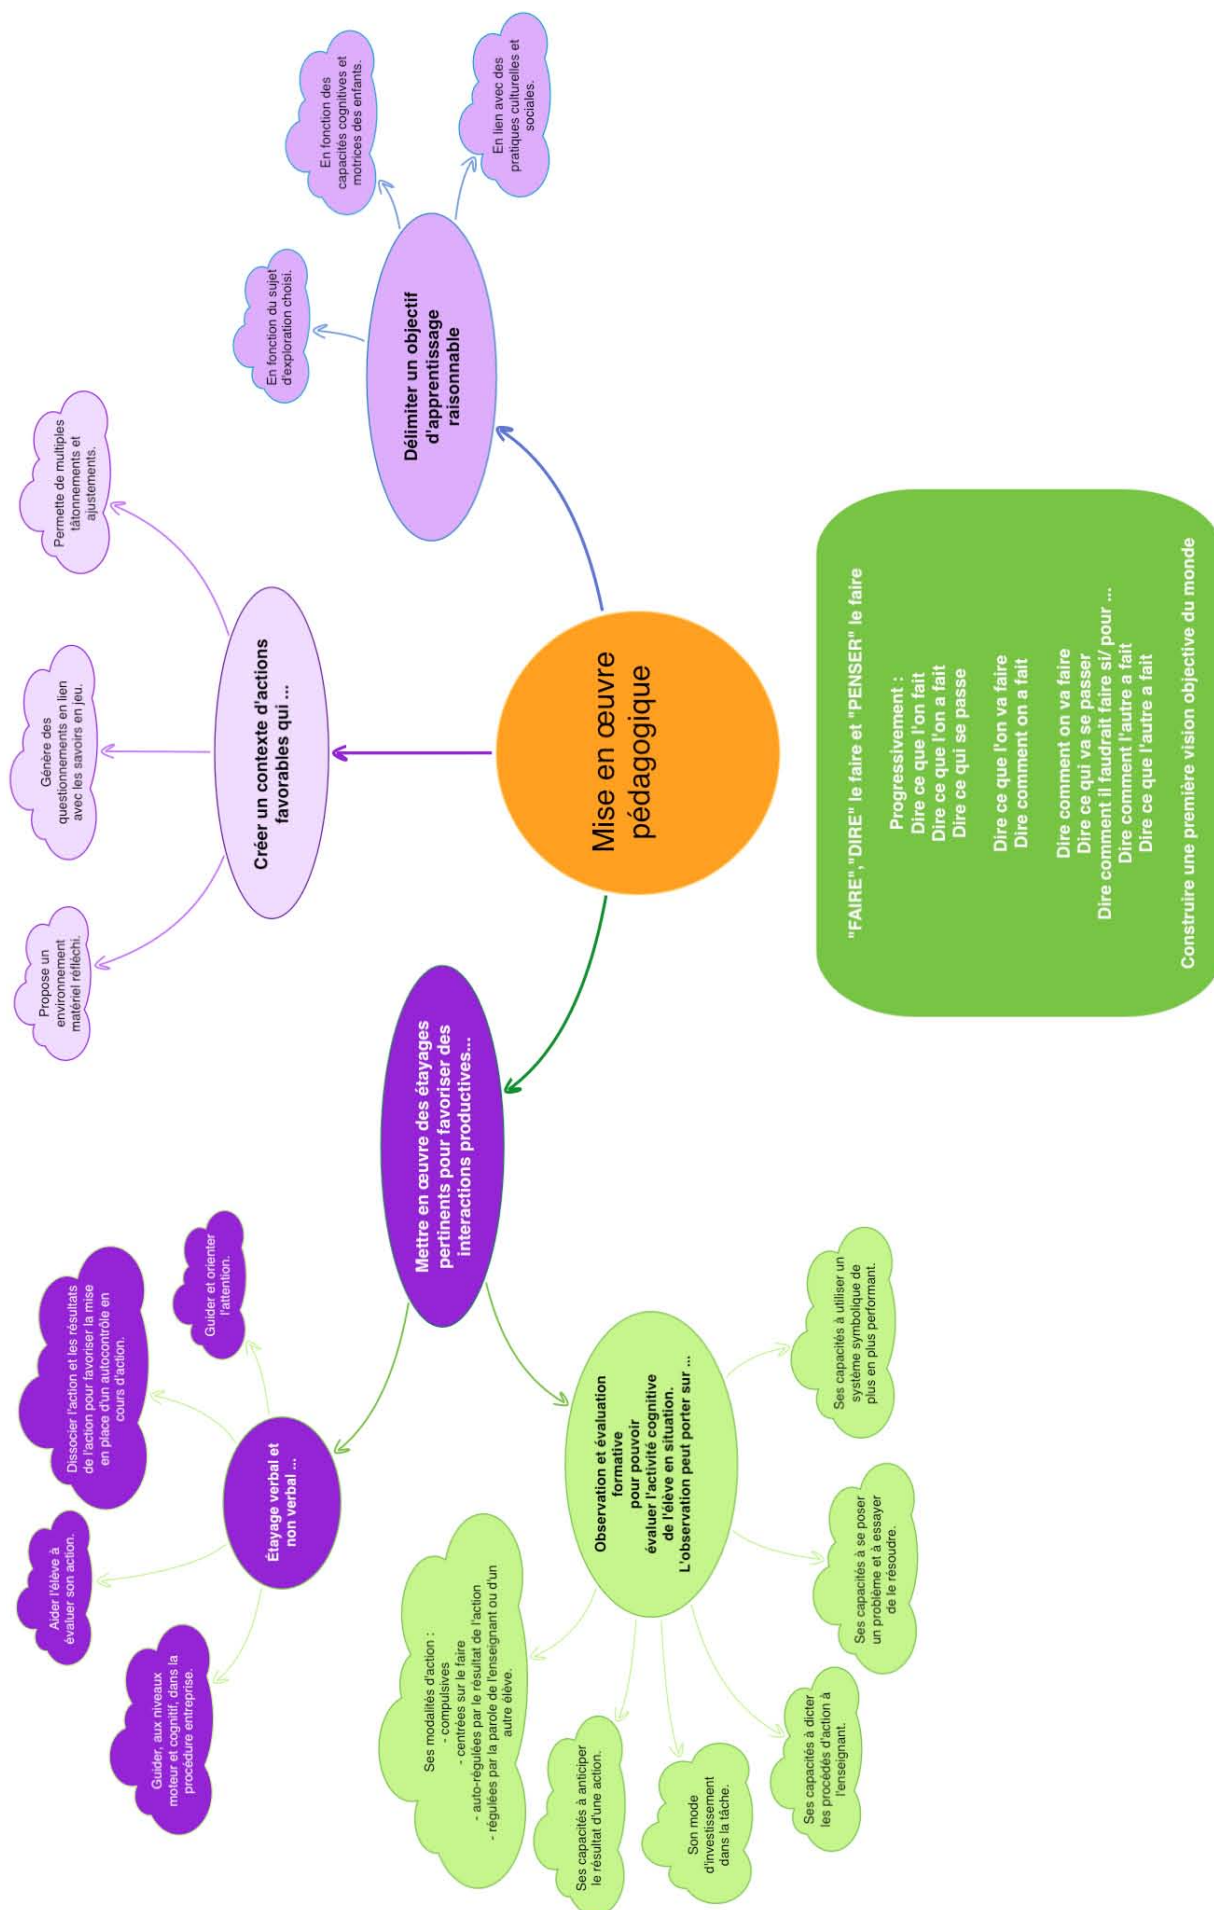 Mise en œuvre
pédagogique
Mettre en œuvre des étayages
pertinents pour favoriser des
interactions productives...
Étayage verbal et
non verbal ...
Guider, aux niveaux
moteur et cognitif, dans la
procédure entreprise.
Aider l'élève à
évaluer son action.
Dissocier l'action et les résultats
de l'action pour favoriser la mise
en place d'un autocontrôle en
cours d'action.
Guider et orienter
l'attention.
Observation et évaluation
formative
pour pouvoir
évaluer l'activité cognitive
de l'élève en situation.
L'observation peut porter sur ...
Ses modalités d'action :
- compulsives
- centrées sur le faire
- auto-régulées par le résultat de l'action
- régulées par la parole de l'enseignant ou d'un
autre élève.
Ses capacités à anticiper
le résultat d'une action.
Son mode
d'investissement
dans la tâche.
Ses capacités à dicter
les procédés d'action à
l'enseignant.
Ses capacités à se poser
un problème et à essayer
de le résoudre.
Ses capacités à utiliser un
système symbolique de
plus en plus performant.
Créer un contexte d'actions
favorables qui ...
Propose un
environnement
matériel réfléchi.
Génère des
questionnements en lien
avec les savoirs en jeu.
Permette de multiples
tâtonnements et
ajustements.
Délimiter un objectif
d'apprentissage
raisonnable
En fonction du sujet
d'exploration choisi.
En fonction des
capacités cognitives et
motrices des enfants.
En lien avec des
pratiques culturelles et
sociales.
"FAIRE","DIRE" le faire et "PENSER" le faire
Progressivement :
Dire ce que l'on fait
Dire ce que l'on a fait
Dire ce qui se passe
Dire ce que l'on va faire
Dire comment on a fait
Dire comment on va faire
Dire ce qui va se passer
Dire comment il faudrait faire si/ pour ...
Dire comment l'autre a fait
Dire ce que l'autre a fait
Construire une première vision objective du monde